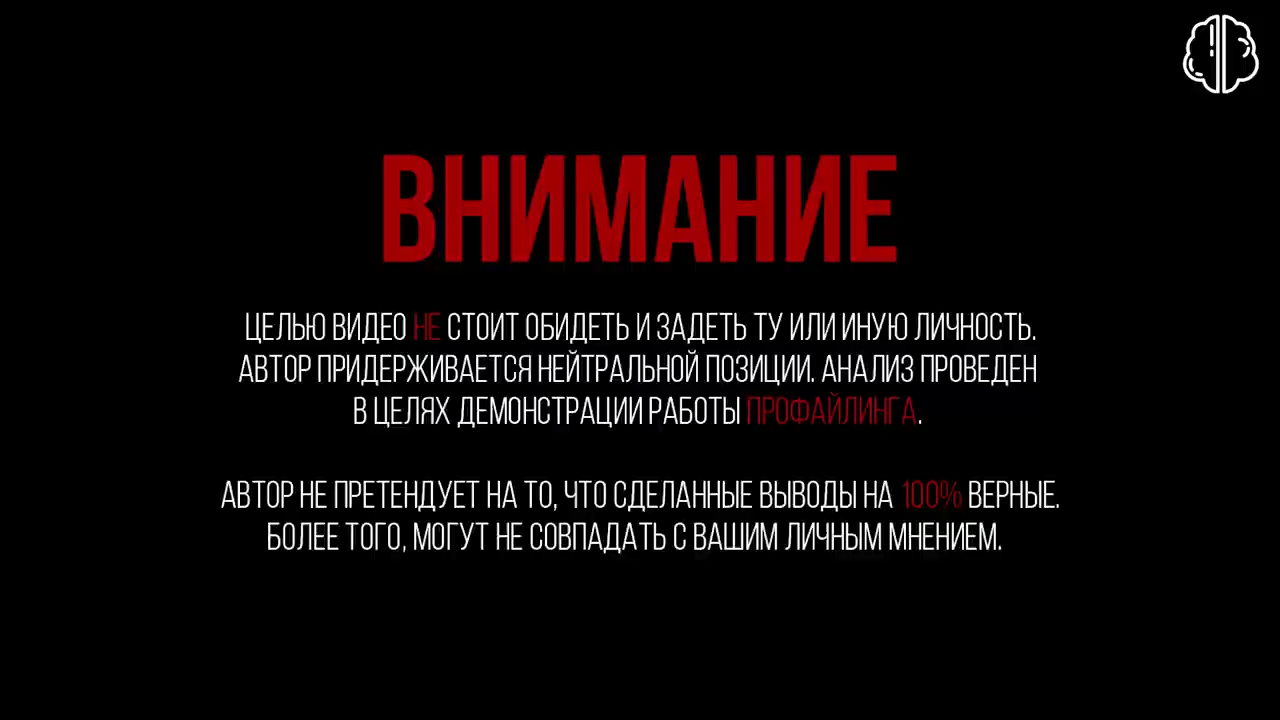 ВНИМАНИЕ
ЦЕЛЬЮ ВИДЕО НЕ СТОИТ ОБИДЕТЬ И ЗАДЕТЬ ТУ ИЛИ ИНУЮ ЛИЧНОСТЬ.
АВТОР ПРИДЕРЖИВАЕТСЯ НЕЙТРАЛЬНОЙ ПОЗИЦИИ. АНАЛИЗ ПРОВЕДЕН
В ЦЕЛЯХ ДЕМОНСТРАЦИИ РАБОТЫ ПРОФАЙЛИНГА.
АВТОР НЕ ПРЕТЕНДУЕТ НА ТО, ЧТО СДЕЛАННЫЕ ВЫВОДЫ НА 100% ВЕРНЫЕ.
БОЛЕЕ ТОГО, МОГУТ НЕ СОВПАДАТЬ С ВАШИМ ЛИЧНЫМ МНЕНИЕМ.